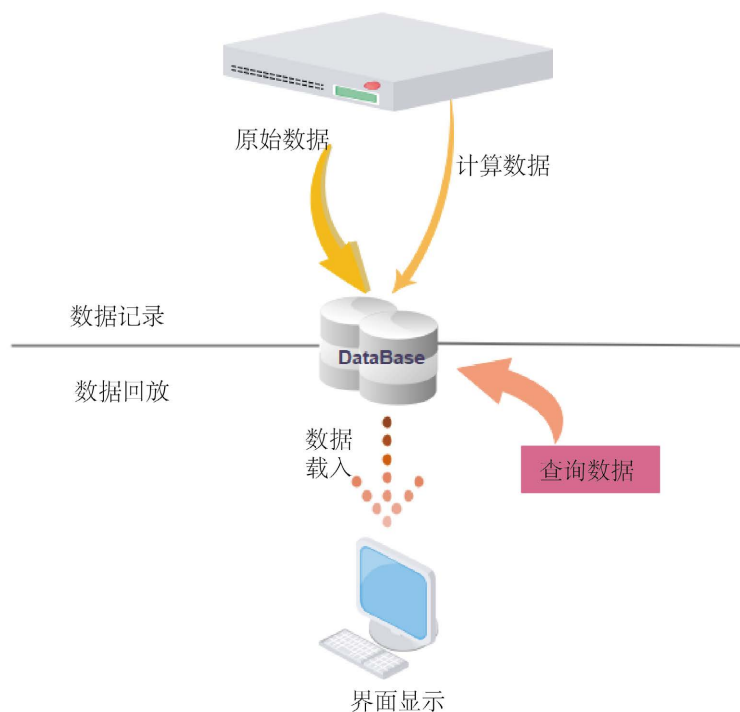 原始数据
计算数据
数据记录
DataBase
数据回放
数据
载入
查询数据
界面显示